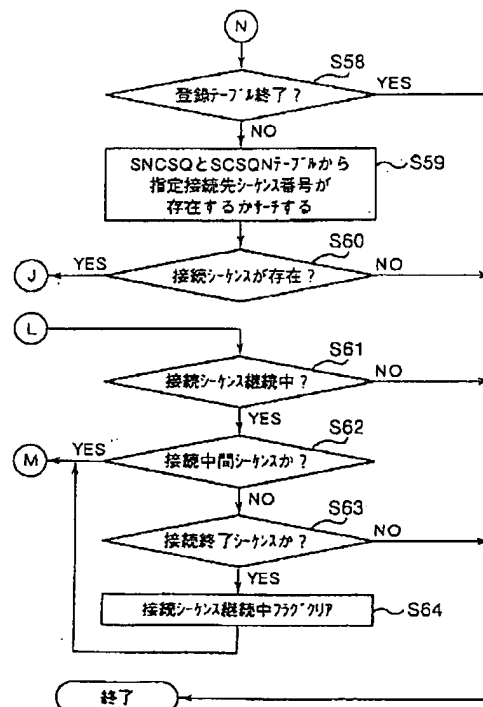 N
S58
登録ﾃｰﾌﾞﾙ終了？
YES
NO
S59
SNCSQとSCSQNﾃｰﾌﾞﾙから
指定接続先ｼｰｹﾝｽ番号が
存在するかｻｰﾁする
S60
J
YES
接続ｼｰｹﾝｽが存在？
NO
L
S61
接続ｼｰｹﾝｽ継続中？
NO
YES
S62
M
YES
接続中間ｼｰｹﾝｽか？
NO
S63
接続終了ｼｰｹﾝｽか？
NO
YES
接続ｼｰｹﾝｽ継続中ﾌﾗｸﾞｸﾘｱ
S64
終了